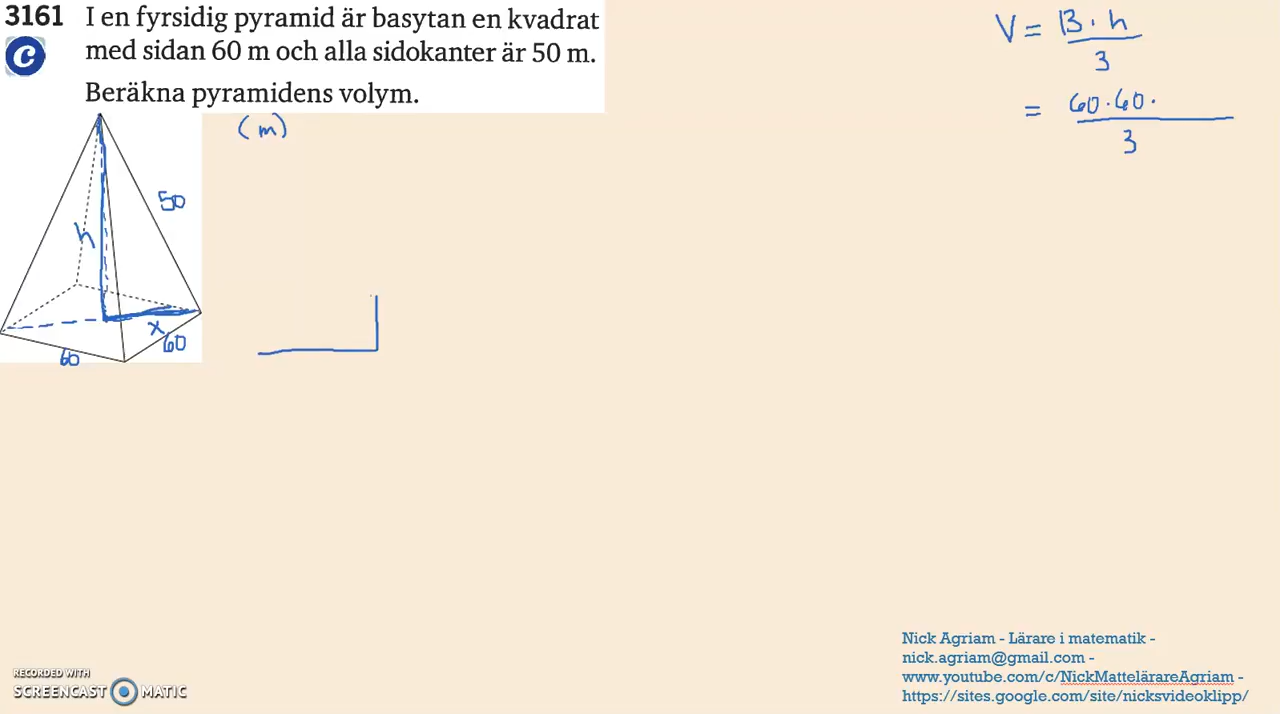 3161 I en fyrsidig pyramid är basytan en kvadrat
C med sidan 60 m och alla sidokanter är 50 m.
Beräkna pyramidens volym.
(m)
V = B · h
3
= 60 · 60 ·
3
50
h
x
60
60
Nick Agriam - Lärare i matematik -
nick.agriam@gmail.com -
www.youtube.com/c/NickMattelärareAgriam -
https://sites.google.com/site/nicksvideoklipp/
RECORDED WITH
SCREENCAST MATIC